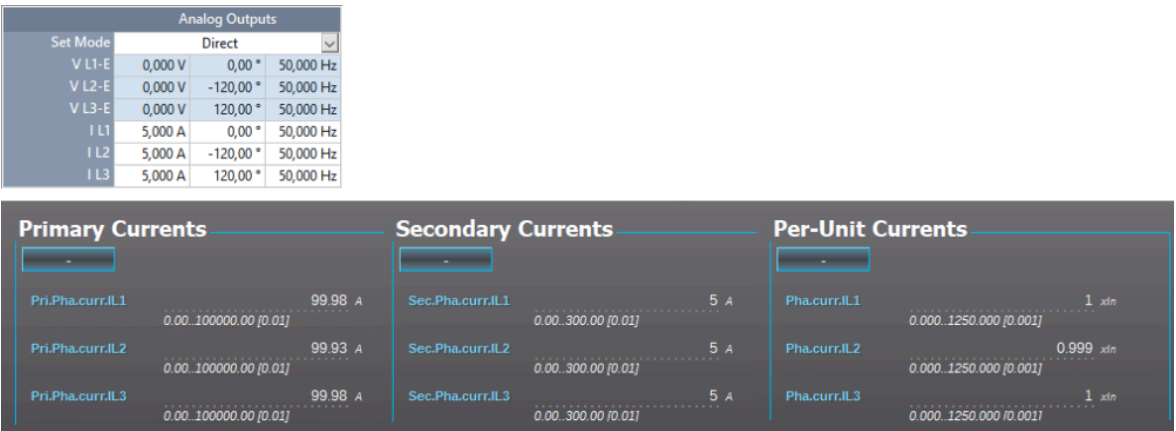 Analog Outputs
Set Mode Direct
V L1-E 0,000 V 0,00 ° 50,000 Hz
V L2-E 0,000 V -120,00 ° 50,000 Hz
V L3-E 0,000 V 120,00 ° 50,000 Hz
I L1 5,000 A 0,00 ° 50,000 Hz
I L2 5,000 A -120,00 ° 50,000 Hz
I L3 5,000 A 120,00 ° 50,000 Hz
Primary Currents Secondary Currents Per-Unit Currents
- - -
Pri.Pha.curr.IL1 99.98 A Sec.Pha.curr.IL1 5 A Pha.curr.IL1 1 xIn
0.00..100000.00 [0.01] 0.00..300.00 [0.01] 0.000..1250.000 [0.001]
Pri.Pha.curr.IL2 99.93 A Sec.Pha.curr.IL2 5 A Pha.curr.IL2 0.999 xIn
0.00..100000.00 [0.01] 0.00..300.00 [0.01] 0.000..1250.000 [0.001]
Pri.Pha.curr.IL3 99.98 A Sec.Pha.curr.IL3 5 A Pha.curr.IL3 1 xIn
0.00..100000.00 [0.01] 0.00..300.00 [0.01] 0.000..1250.000 [0.001]